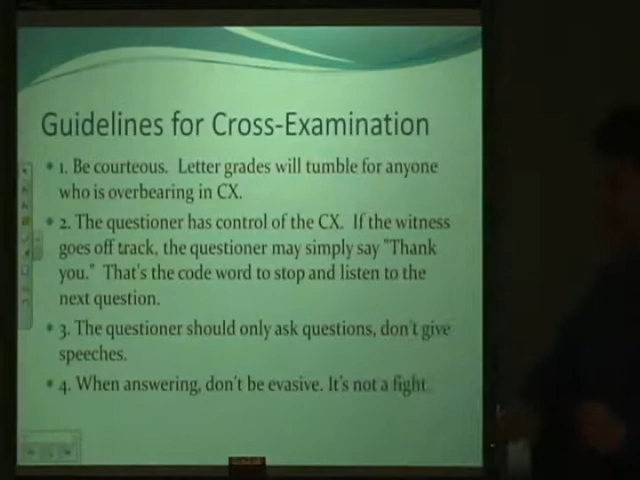 Guidelines for Cross-Examination
1. Be courteous. Letter grades will tumble for anyone
who is overbearing in CX.
2. The questioner has control of the CX. If the witness
goes off track, the questioner may simply say "Thank
you." That's the code word to stop and listen to the
next question.
3. The questioner should only ask questions, don't give
speeches.
4. When answering, don't be evasive. It's not a fight.